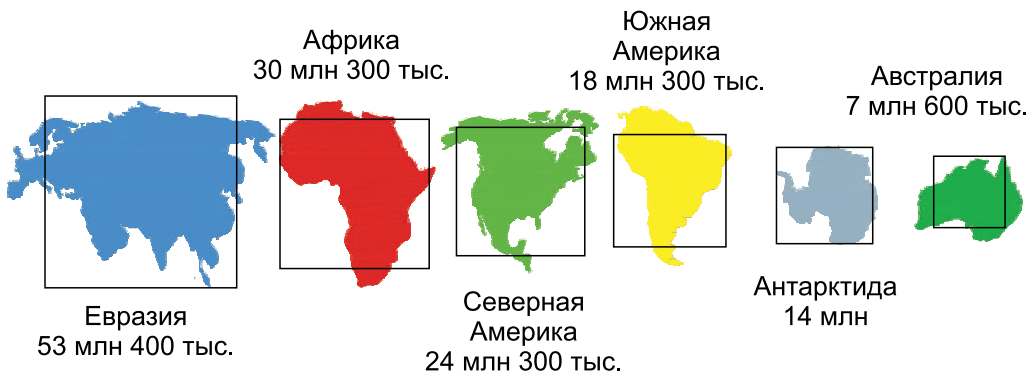 Евразия
53 млн 400 тыс.
Африка
30 млн 300 тыс.
Северная
Америка
24 млн 300 тыс.
Южная
Америка
18 млн 300 тыс.
Антарктида
14 млн
Австралия
7 млн 600 тыс.